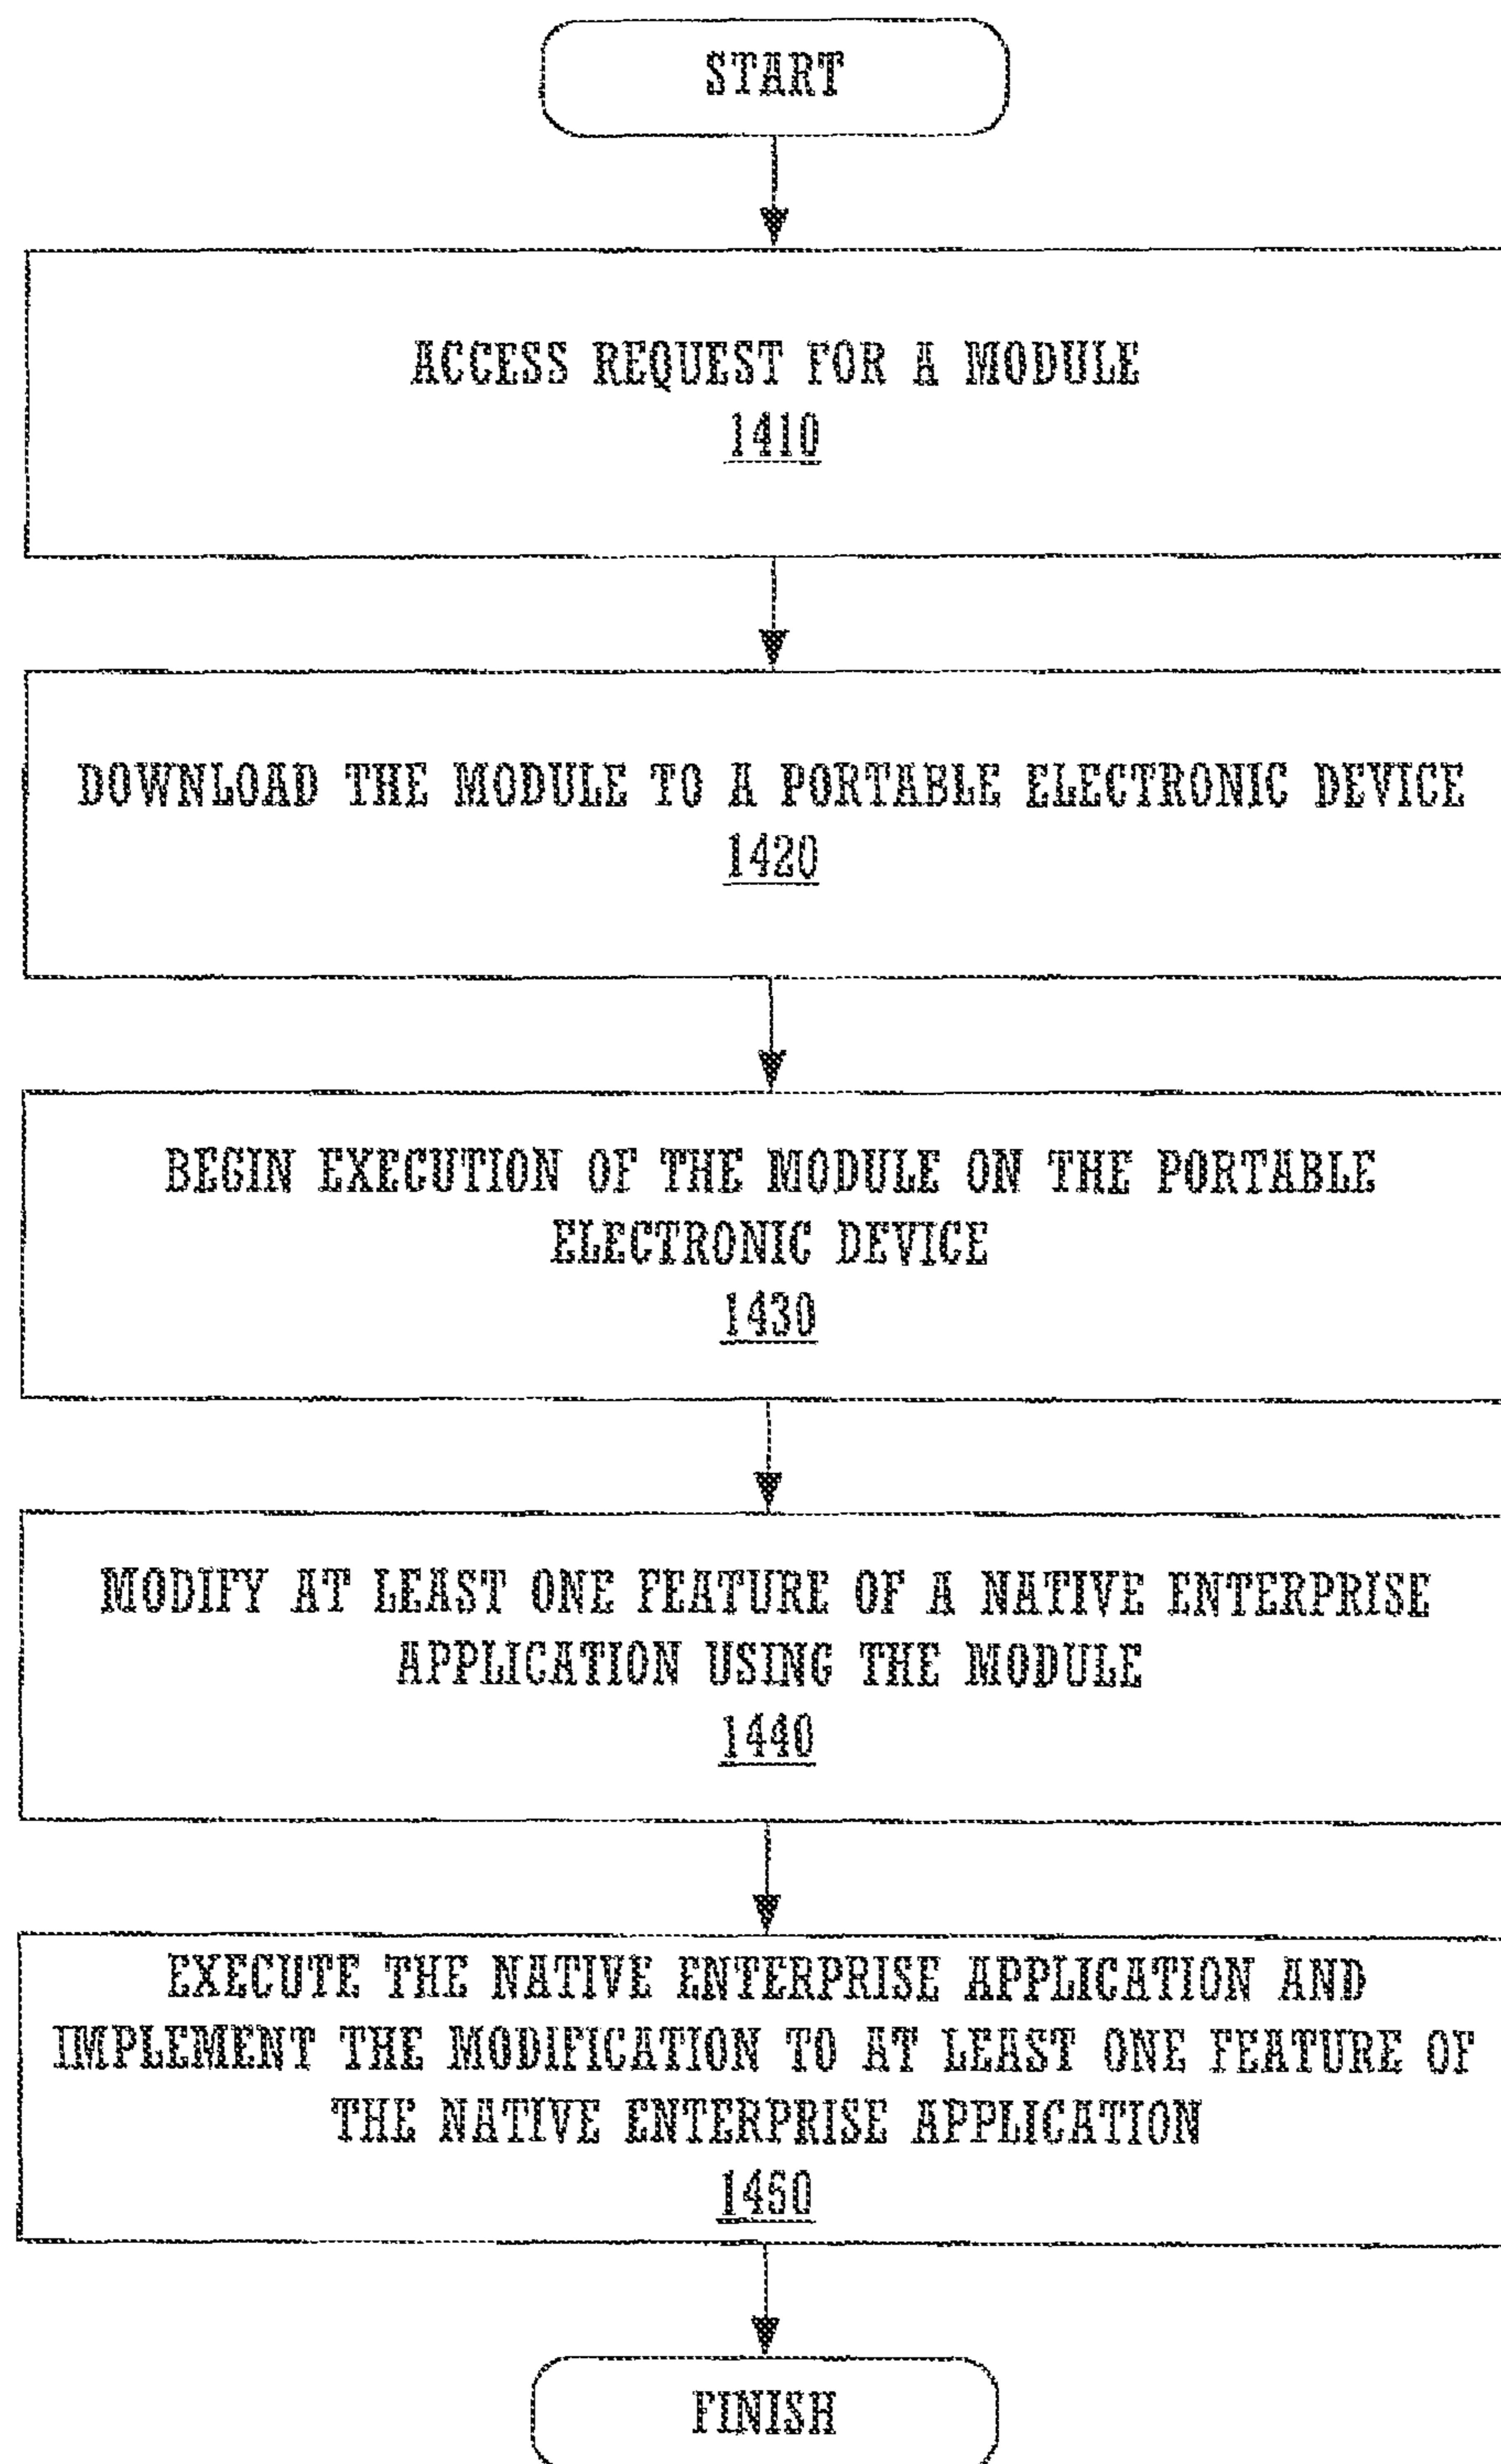 START
ACCESS REQUEST FOR A MODULE
1410
DOWNLOAD THE MODULE TO A PORTABLE ELECTRONIC DEVICE
1420
BEGIN EXECUTION OF THE MODULE ON THE PORTABLE
ELECTRONIC DEVICE
1430
MODIFY AT LEAST ONE FEATURE OF A NATIVE ENTERPRISE
APPLICATION USING THE MODULE
1440
EXECUTE THE NATIVE ENTERPRISE APPLICATION AND
IMPLEMENT THE MODIFICATION TO AT LEAST ONE FEATURE OF
THE NATIVE ENTERPRISE APPLICATION
1450
FINISH